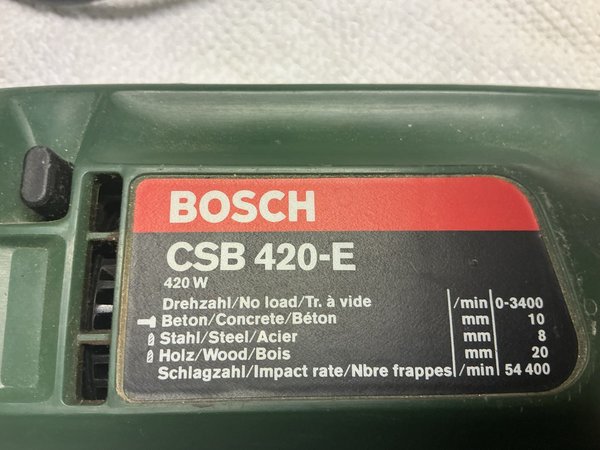 BOSCH
CSB 420-E
420 W
Drehzahl/No load/Tr. à vide /min 0-3400
Beton/Concrete/Béton mm 10
Stahl/Steel/Acier mm 8
Holz/Wood/Bois mm 20
Schlagzahl/Impact rate/Nbre frappes /min 54 400